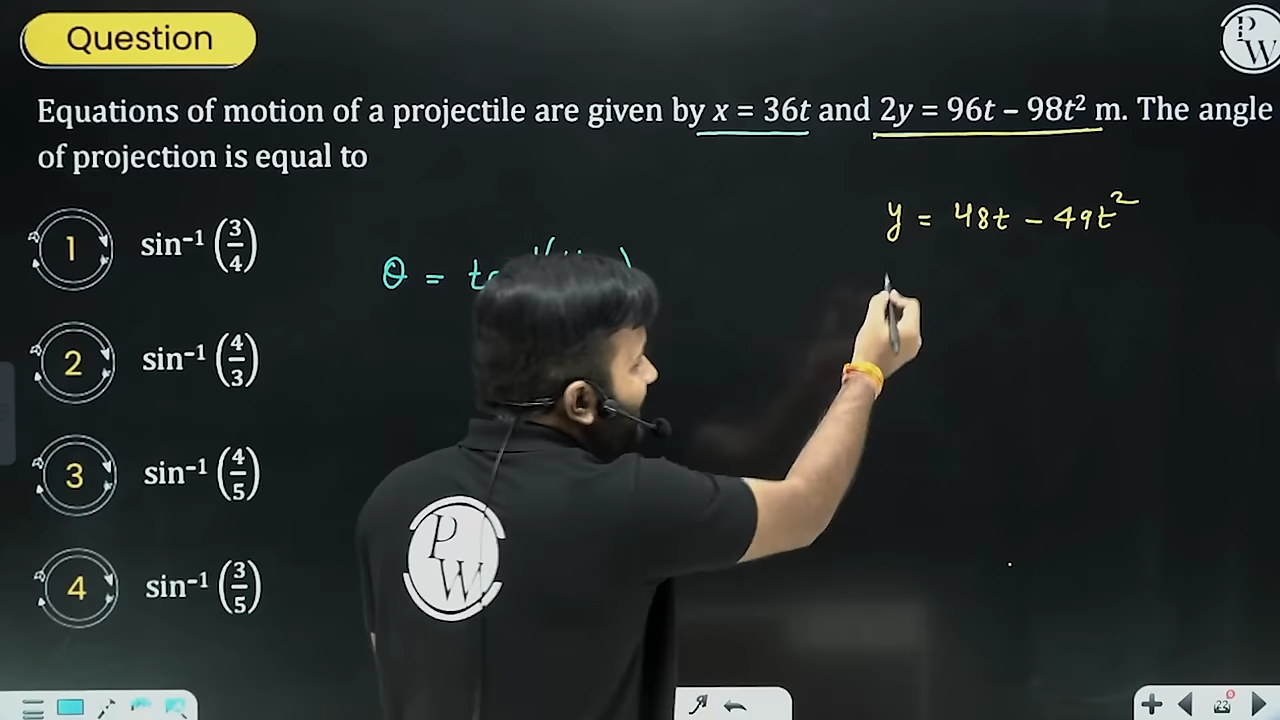 Question
PW
Equations of motion of a projectile are given by x = 36t and 2y = 96t – 98t² m. The angle
of projection is equal to
y = 48t – 49t²
1 sin⁻¹ (3/4)
θ =
2 sin⁻¹ (4/3)
3 sin⁻¹ (4/5)
PW
4 sin⁻¹ (3/5)
22